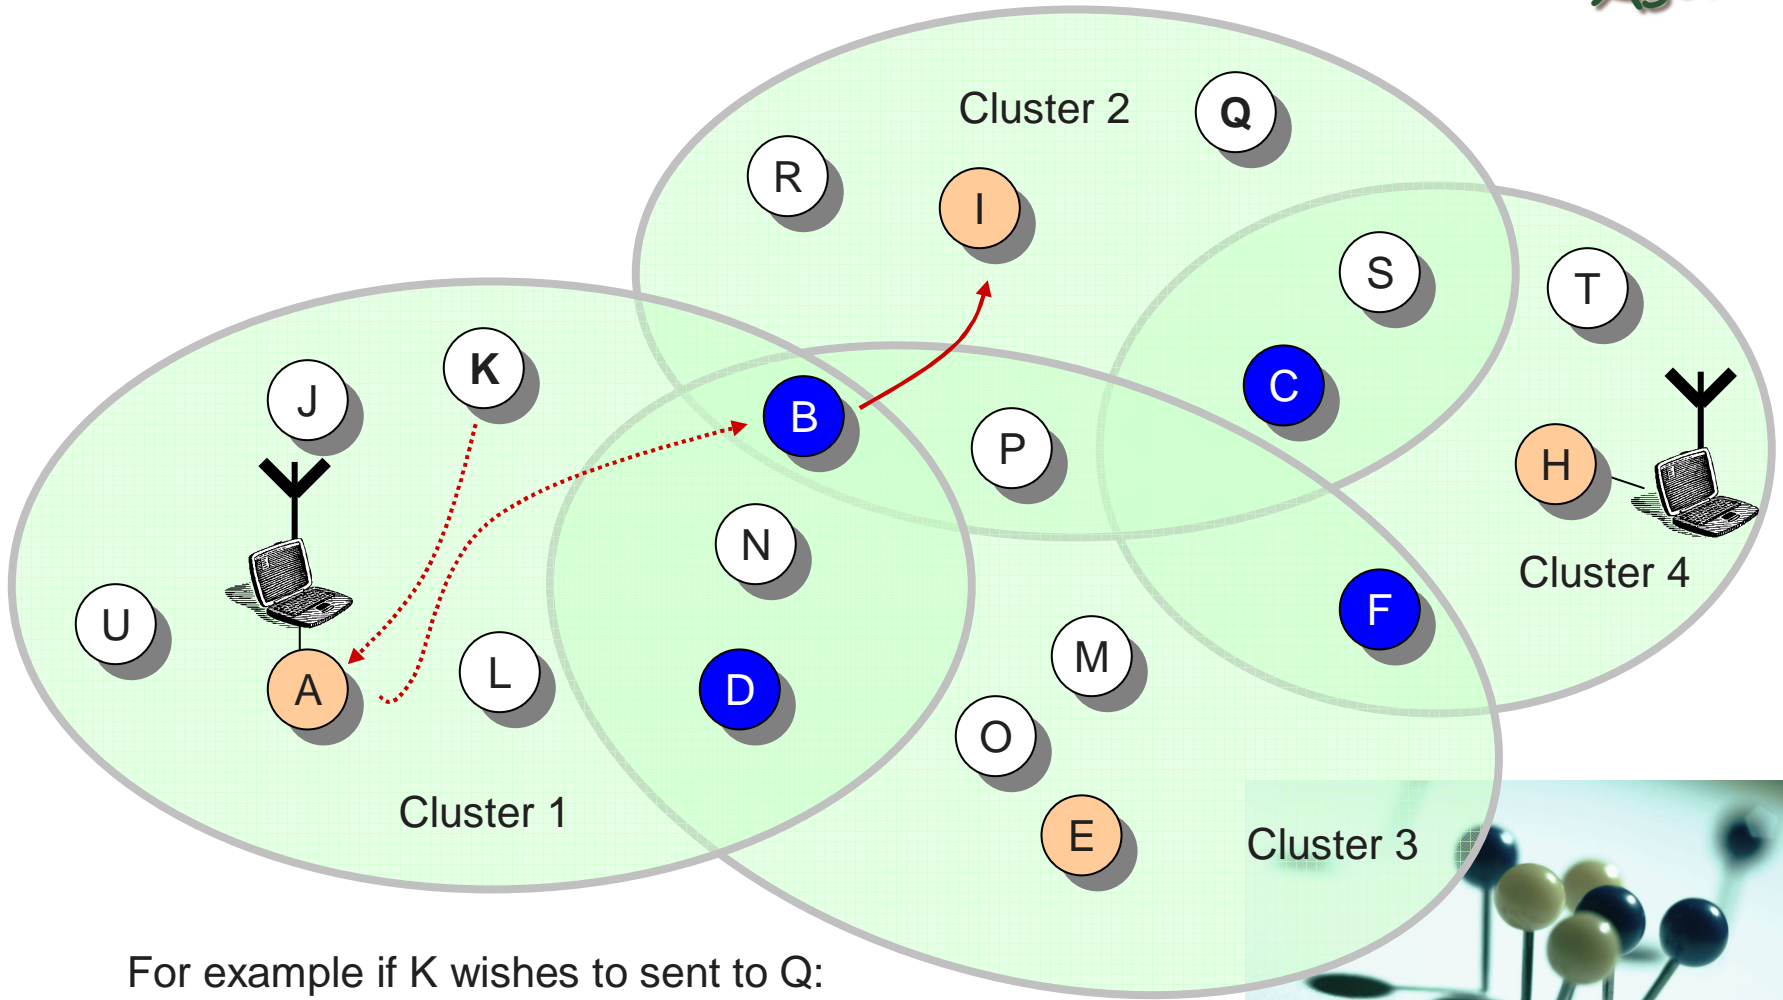 Cluster 2
Q
R
I
S
T
J
K
B
C
P
H
N
Cluster 4
U
F
A
L
D
M
O
Cluster 1
E
Cluster 3
For example if K wishes to sent to Q: